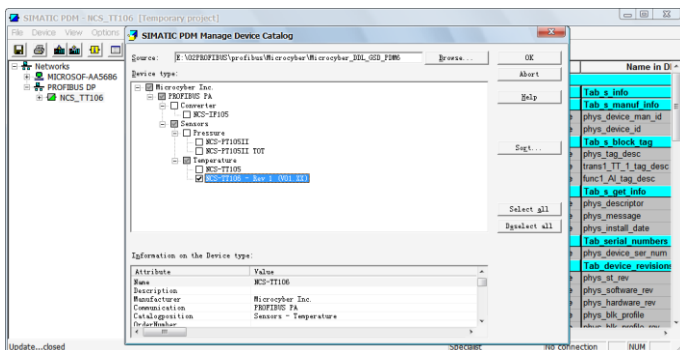 SIMATIC PDM - NCS_TT106 [Temporary project]
File Device View Options
Networks
MICROSOF-AA5686
PROFIBUS DP
NCS_TT106
SIMATIC PDM Manage Device Catalog
Source: E:\02PROFIBUS\profibus\Microcyber\Microcyber_DDL_GSD_PDM6 Browse... OK
Device type: Abort
Microcyber Inc.
PROFIBUS PA Help
Converter
NCS-IP105
Sensors
Pressure
NCS-PT105II Sort...
NCS-PT105II TOT
Temperature
NCS-TT105
NCS-TT106 - Rev 1 (V01.XX)
Select all
Deselect all
Information on the Device type:
Attribute Value
Name NCS-TT106
Description
Manufacturer Microcyber Inc.
Communication PROFIBUS PA
Catalogposition Sensors - Temperature
OrderNumber
Name in DD
Tab_s_info
Tab_s_manuf_info
phys_device_man_id
phys_device_id
Tab_s_block_tag
phys_tag_desc
trans1_TT_1_tag_desc
func1_AI_tag_desc
Tab_s_get_info
phys_descriptor
phys_message
phys_install_date
Tab_serial_numbers
phys_device_ser_num
Tab_device_revisions
phys_st_rev
phys_software_rev
phys_hardware_rev
phys_blk_profile
phys_blk_profile_rev
Update...closed Specialist No connection NUM